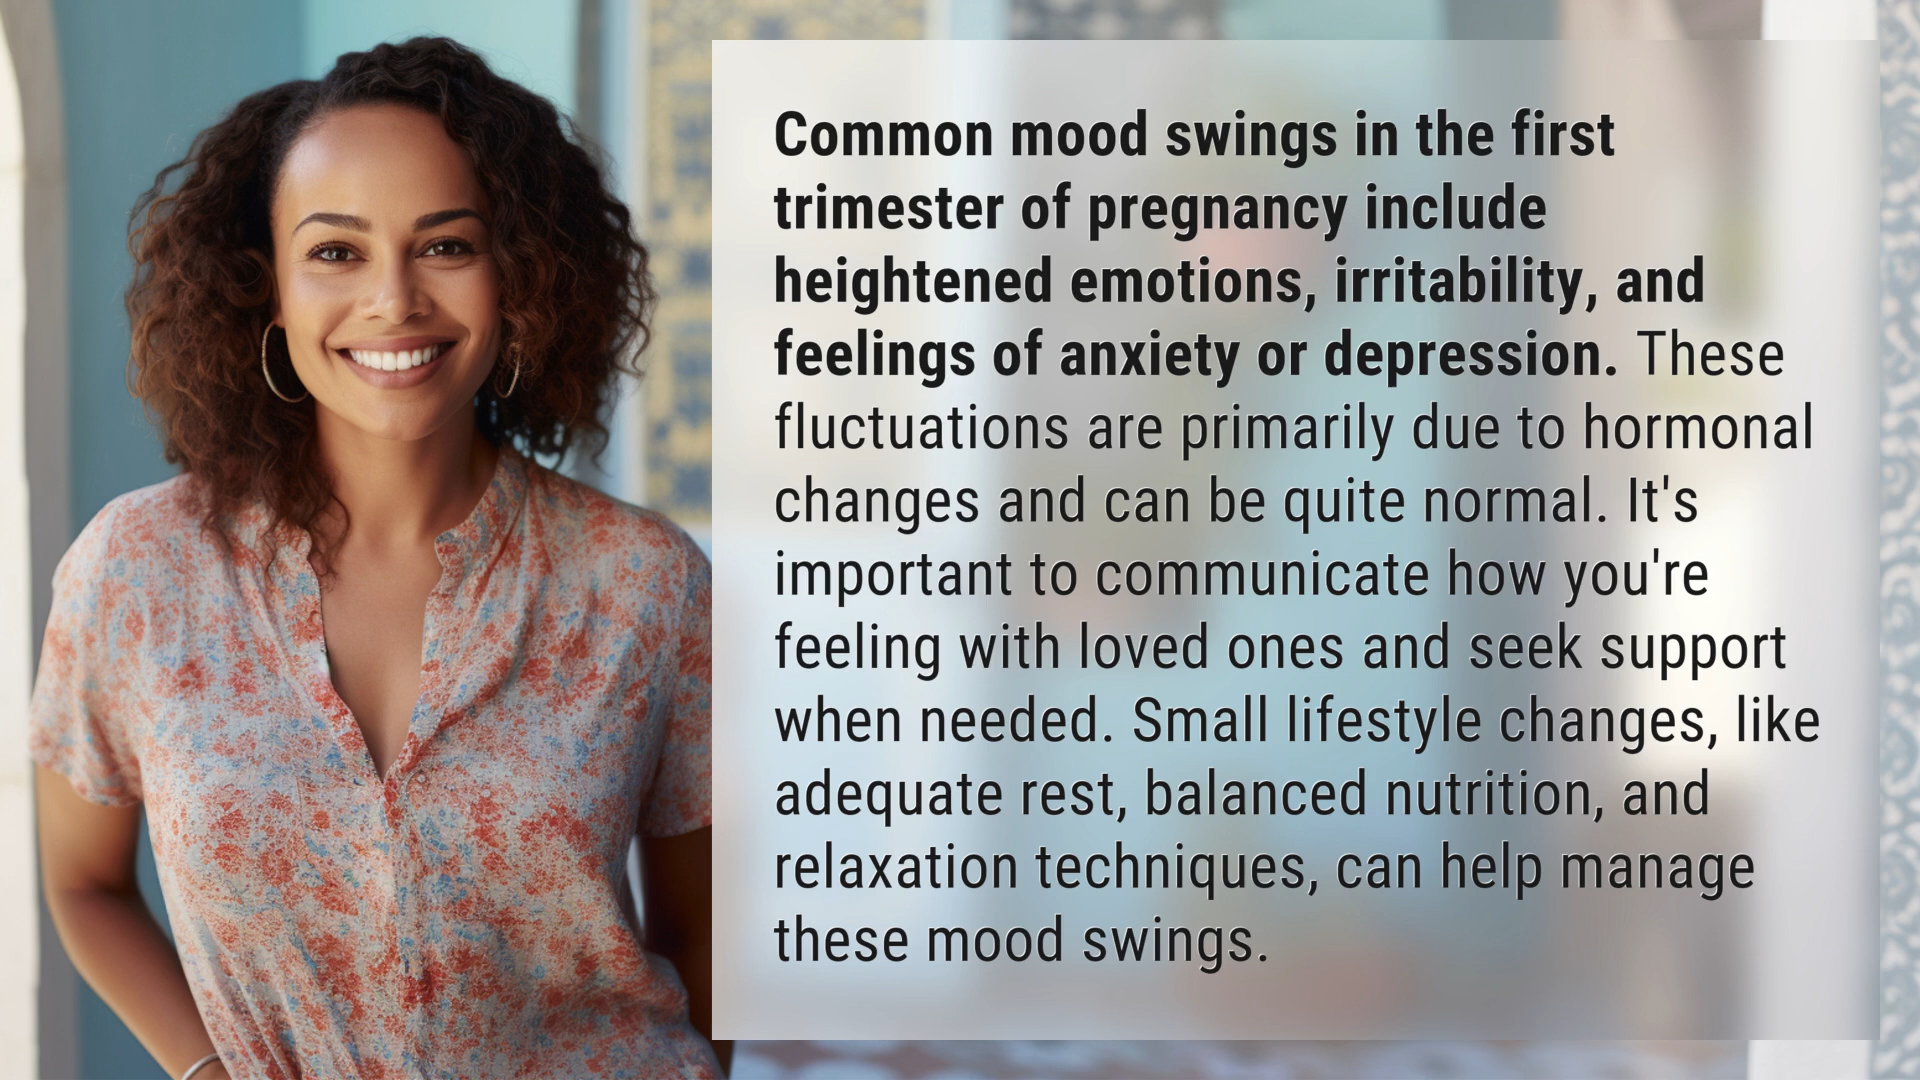 Common mood swings in the first
trimester of pregnancy include
heightened emotions, irritability, and
feelings of anxiety or depression. These
fluctuations are primarily due to hormonal
changes and can be quite normal. It's
important to communicate how you're
feeling with loved ones and seek support
when needed. Small lifestyle changes, like
adequate rest, balanced nutrition, and
relaxation techniques, can help manage
these mood swings.